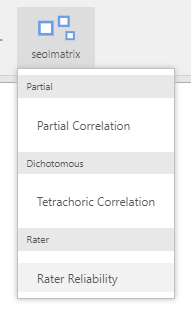 seolmatrix
Partial
Partial Correlation
Dichotomous
Tetrachoric Correlation
Rater
Rater Reliability